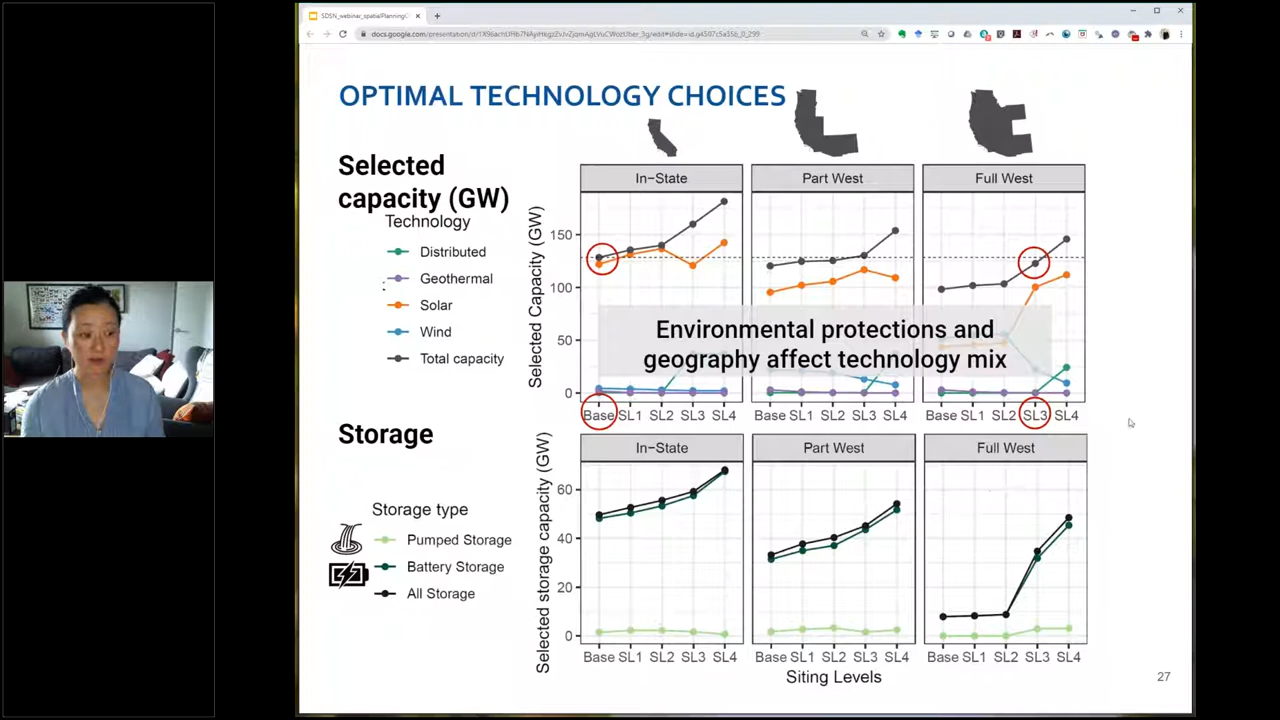 SDSN_webinar_spatialPlanning
OPTIMAL TECHNOLOGY CHOICES
Selected
capacity (GW)
Technology
Distributed
Geothermal
Solar
Wind
Total capacity
Selected Capacity (GW)
150
100
50
0
In-State
Part West
Full West
Environmental protections and
geography affect technology mix
Base SL1 SL2 SL3 SL4
Base SL1 SL2 SL3 SL4
Base SL1 SL2 SL3 SL4
Storage
Storage type
Pumped Storage
Battery Storage
All Storage
Selected storage capacity (GW)
60
40
20
0
In-State
Part West
Full West
Base SL1 SL2 SL3 SL4
Base SL1 SL2 SL3 SL4
Base SL1 SL2 SL3 SL4
Siting Levels
27